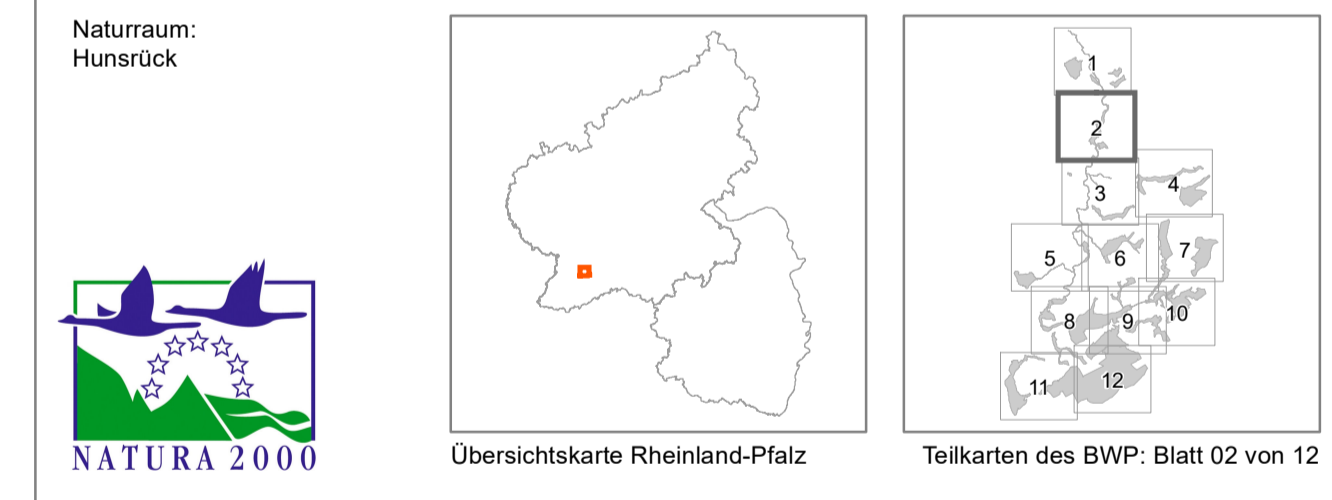 Naturraum:
Hunsrück
NATURA 2000
Übersichtskarte Rheinland-Pfalz
1
2
3
4
5
6
7
8
9
10
11
12
Teilkarten des BWP: Blatt 02 von 12